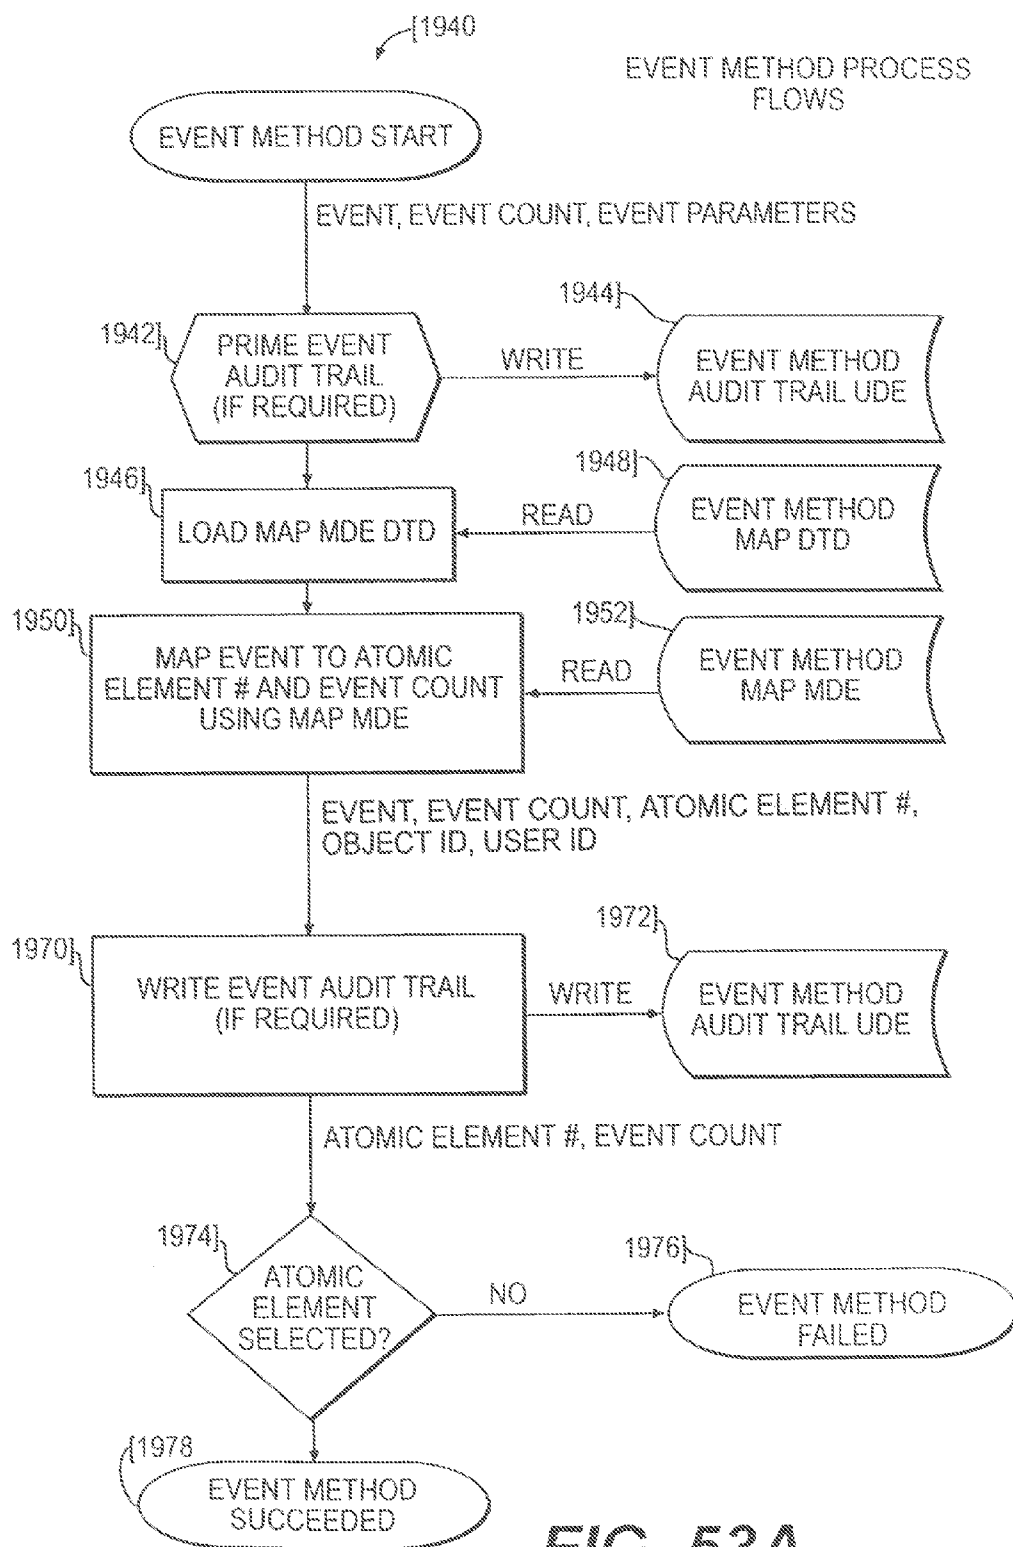 [1940
EVENT METHOD PROCESS
FLOWS
EVENT METHOD START
EVENT, EVENT COUNT, EVENT PARAMETERS
1942]
PRIME EVENT
AUDIT TRAIL
(IF REQUIRED)
WRITE
1944]
EVENT METHOD
AUDIT TRAIL UDE
1946]
LOAD MAP MDE DTD
READ
1948]
EVENT METHOD
MAP DTD
1950]
MAP EVENT TO ATOMIC
ELEMENT # AND EVENT COUNT
USING MAP MDE
READ
1952]
EVENT METHOD
MAP MDE
EVENT, EVENT COUNT, ATOMIC ELEMENT #,
OBJECT ID, USER ID
1970]
WRITE EVENT AUDIT TRAIL
(IF REQUIRED)
WRITE
1972]
EVENT METHOD
AUDIT TRAIL UDE
ATOMIC ELEMENT #, EVENT COUNT
1974]
ATOMIC
ELEMENT
SELECTED?
NO
1976]
EVENT METHOD
FAILED
[1978
EVENT METHOD
SUCCEEDED
FIG. 53A